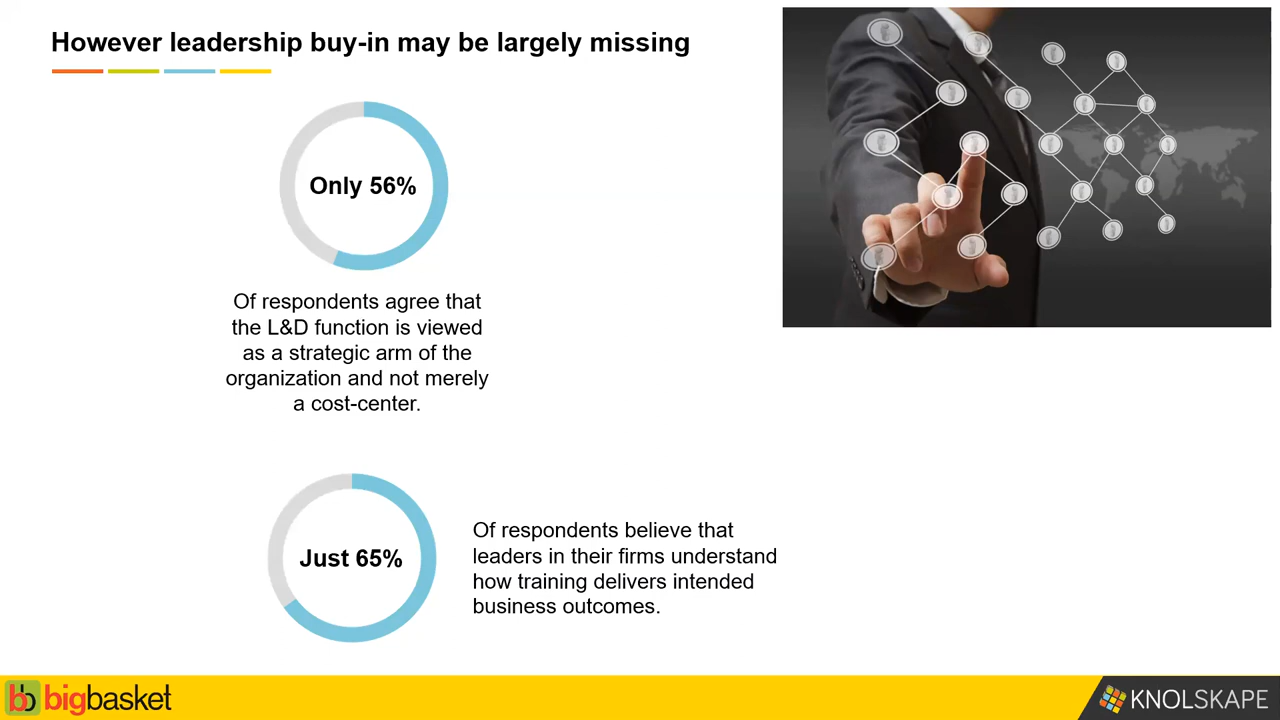 However leadership buy-in may be largely missing
Only 56%
Of respondents agree that
the L&D function is viewed
as a strategic arm of the
organization and not merely
a cost-center.
Just 65%
Of respondents believe that
leaders in their firms understand
how training delivers intended
business outcomes.
bb bigbasket
KNOLSKAPE